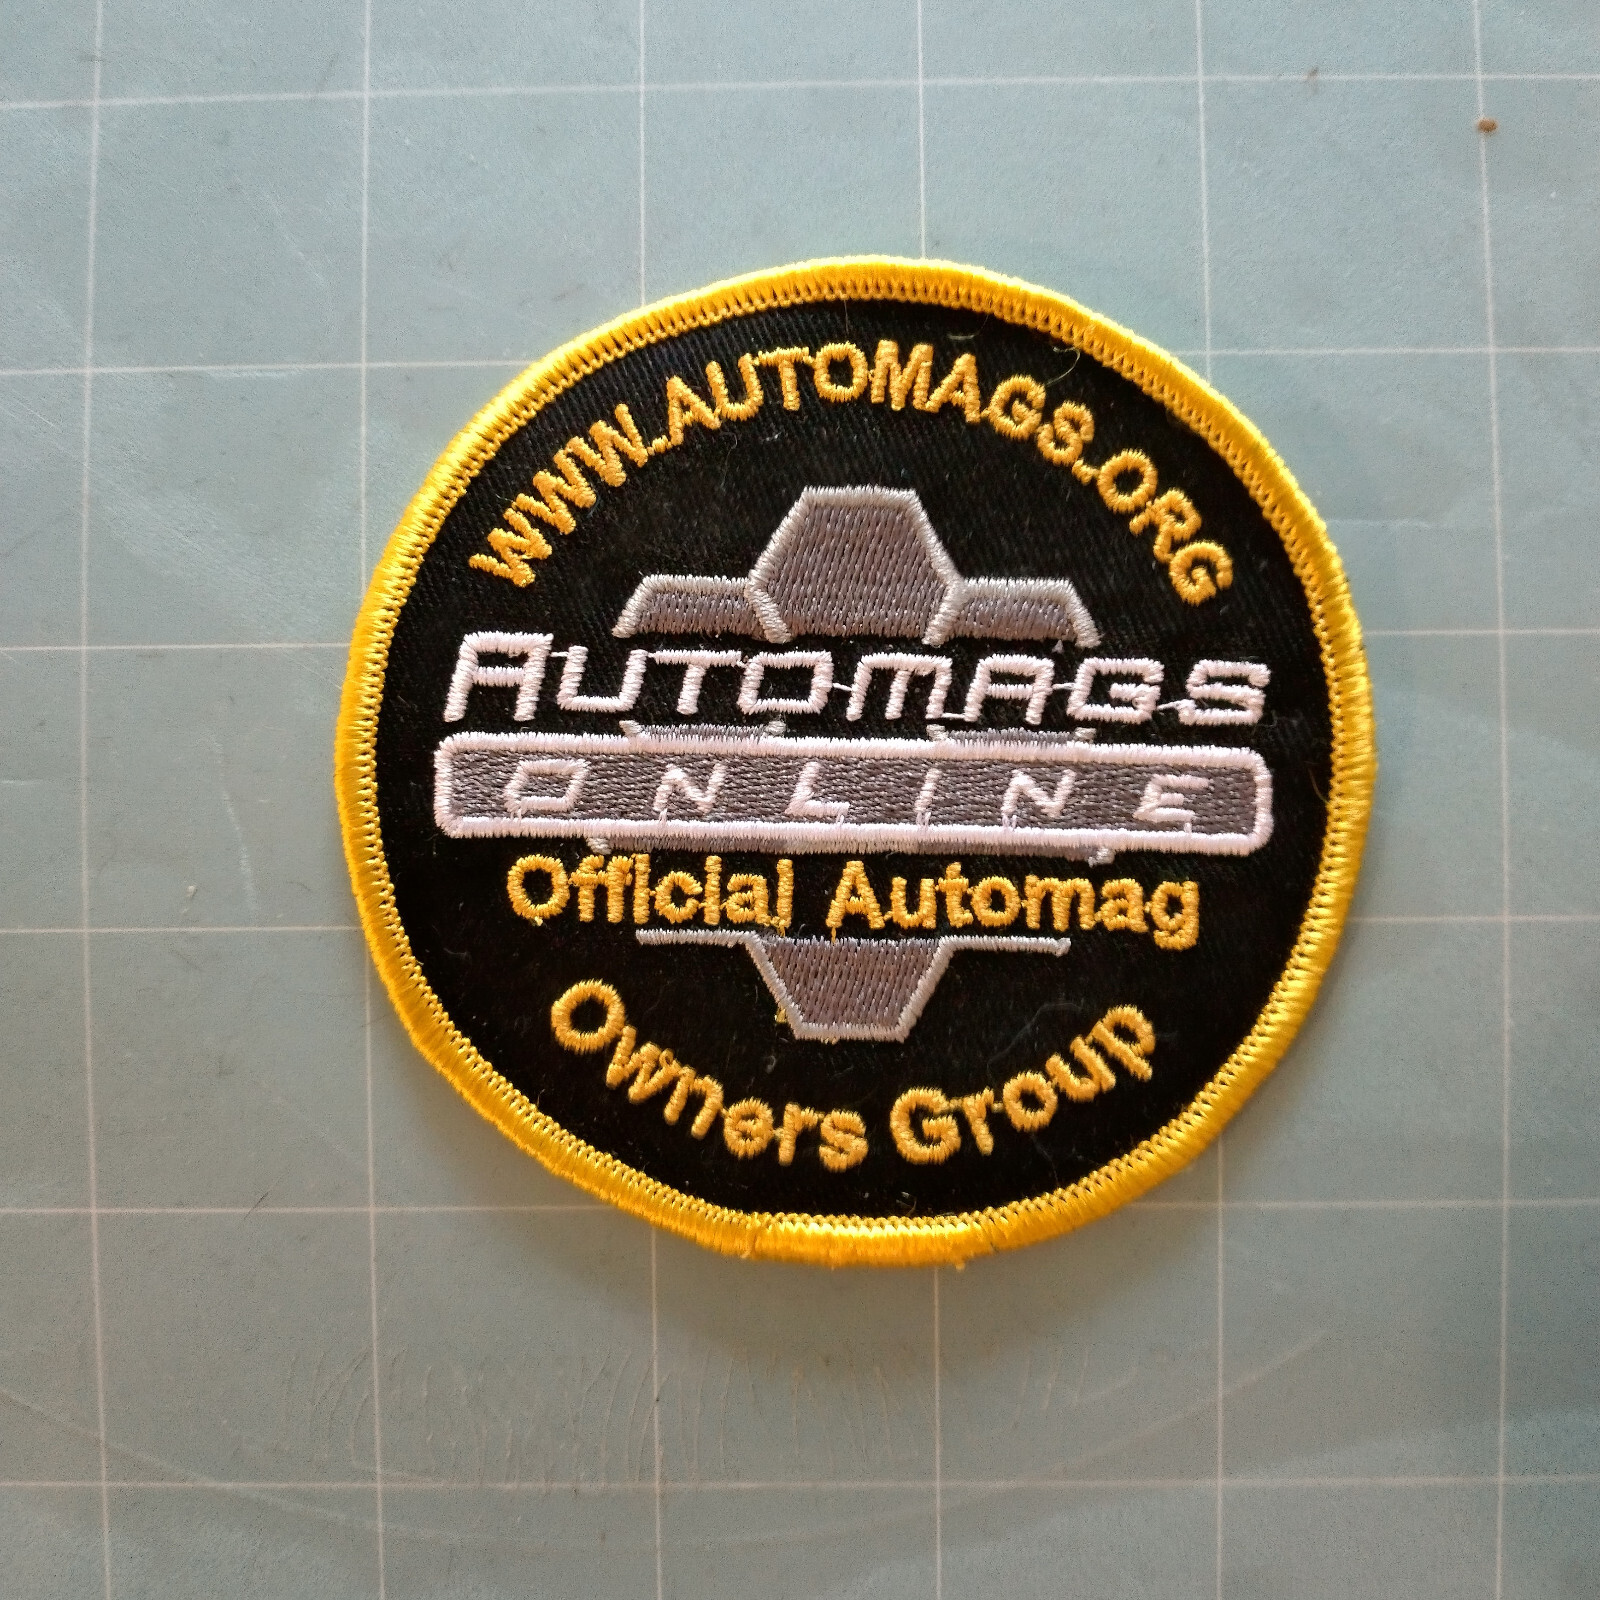 WWW.AUTOMAGS.ORG
AUTOMAGS
ONLINE
Official Automag
Owners Group